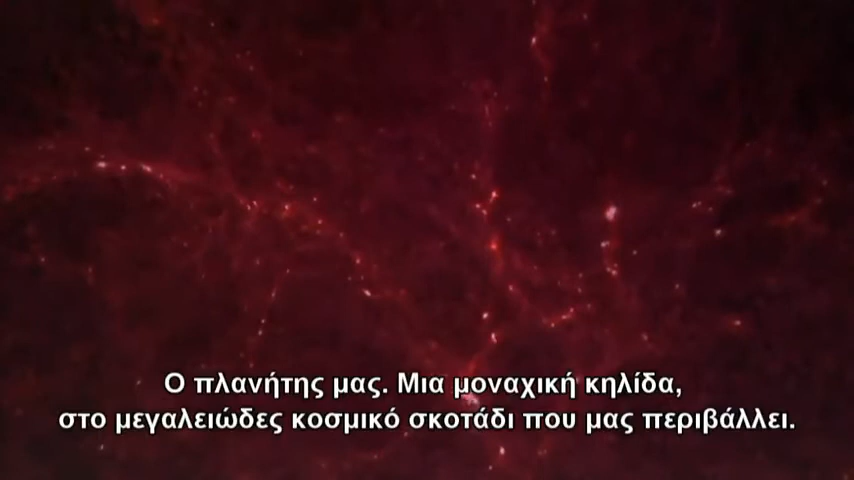 Ο πλανήτης μας. Μια μοναχική κηλίδα,
στο μεγαλειώδες κοσμικό σκοτάδι που μας περιβάλλει.